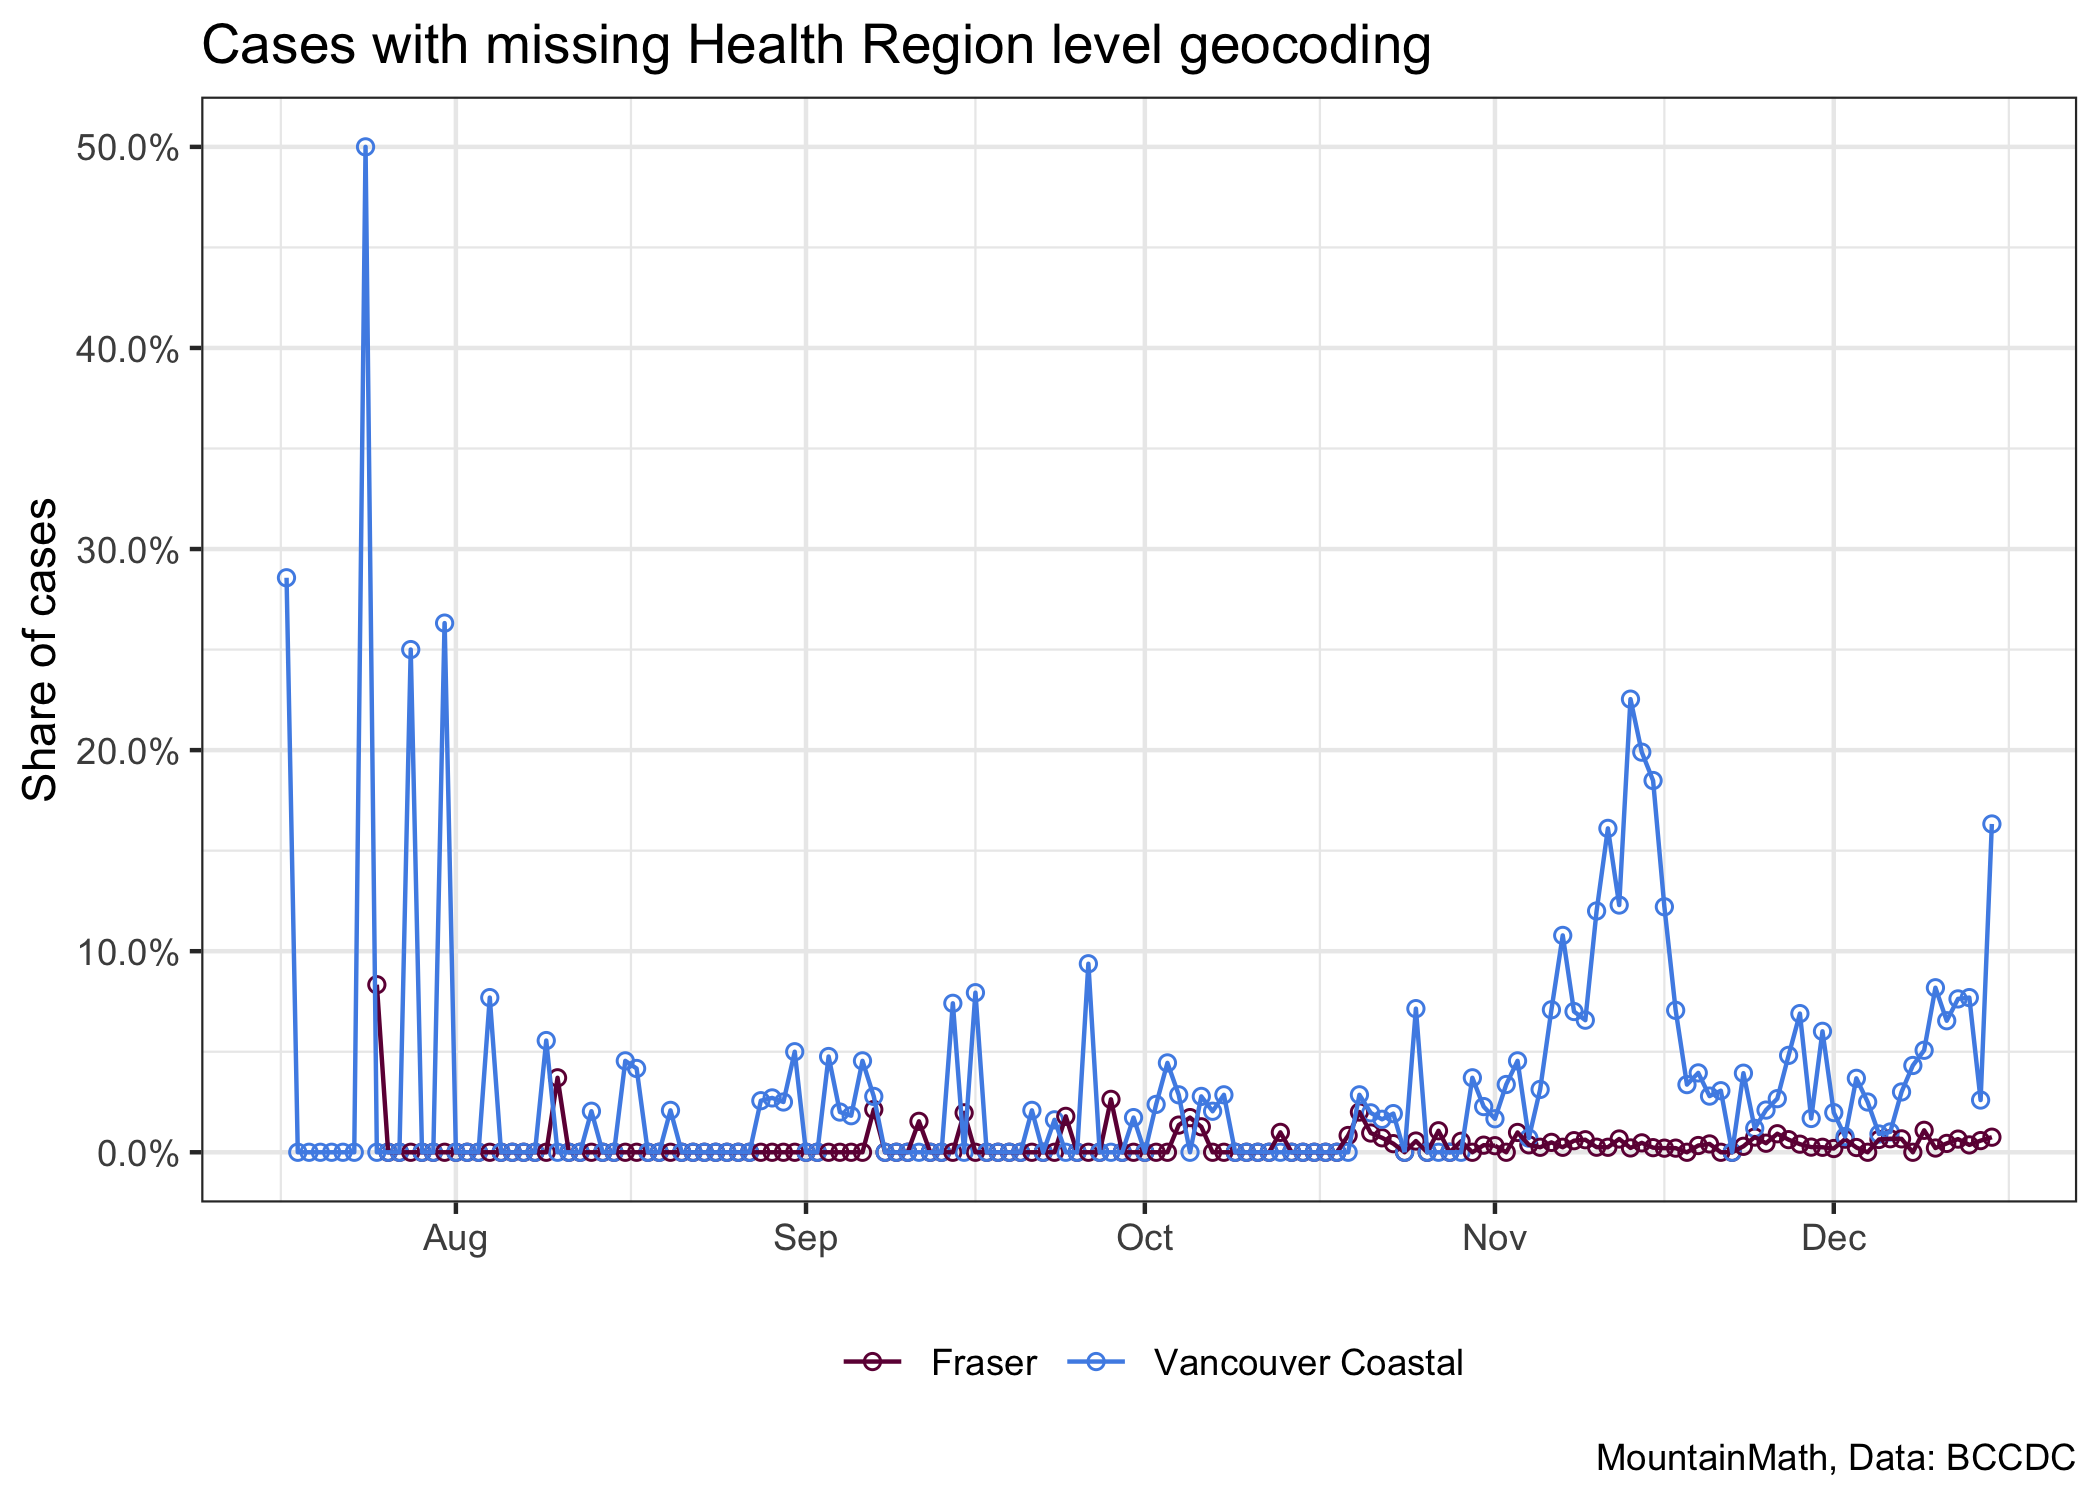 Cases with missing Health Region level geocoding
Share of cases
50.0%
40.0%
30.0%
20.0%
10.0%
0.0%
Aug Sep Oct Nov Dec
Fraser Vancouver Coastal
MountainMath, Data: BCCDC